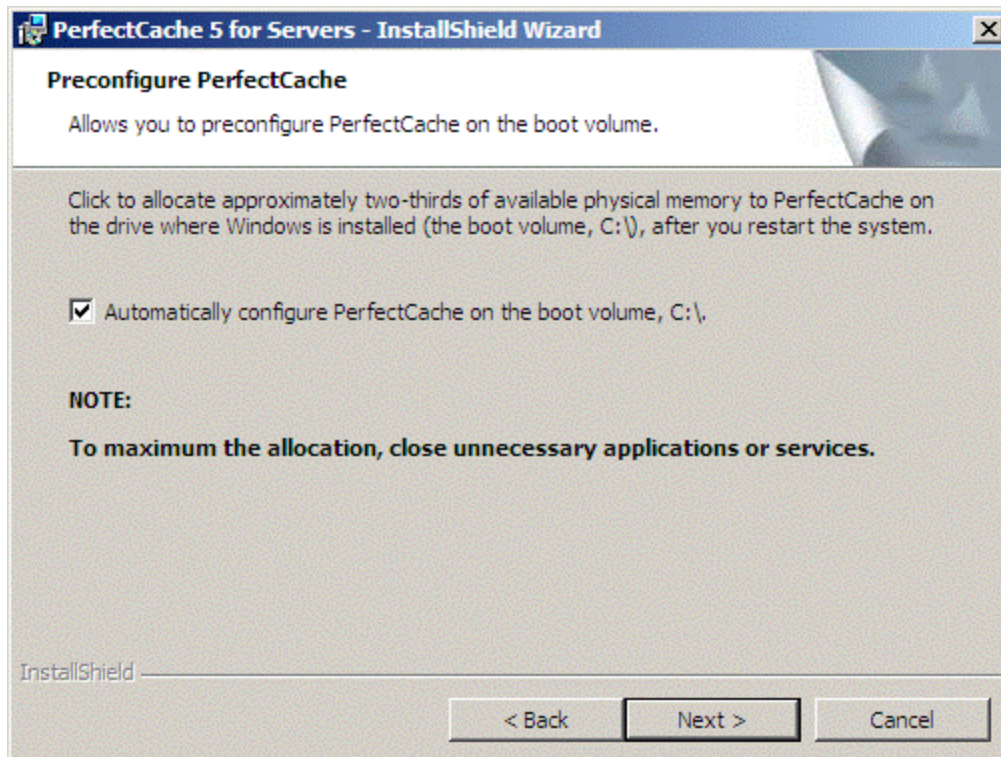 PerfectCache 5 for Servers - InstallShield Wizard
Preconfigure PerfectCache
Allows you to preconfigure PerfectCache on the boot volume.
Click to allocate approximately two-thirds of available physical memory to PerfectCache on
the drive where Windows is installed (the boot volume, C:\), after you restart the system.
Automatically configure PerfectCache on the boot volume, C:\.
NOTE:
To maximum the allocation, close unnecessary applications or services.
InstallShield
< Back
Next >
Cancel